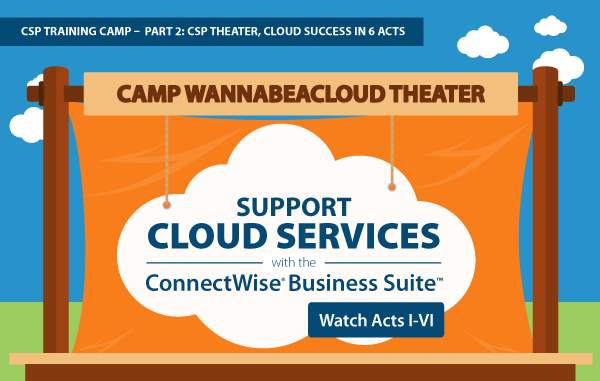 CSP TRAINING CAMP – PART 2: CSP THEATER, CLOUD SUCCESS IN 6 ACTS
CAMP WANNABEACLOUD THEATER
SUPPORT
CLOUD SERVICES
with the
ConnectWise® Business Suite™
Watch Acts I-VI